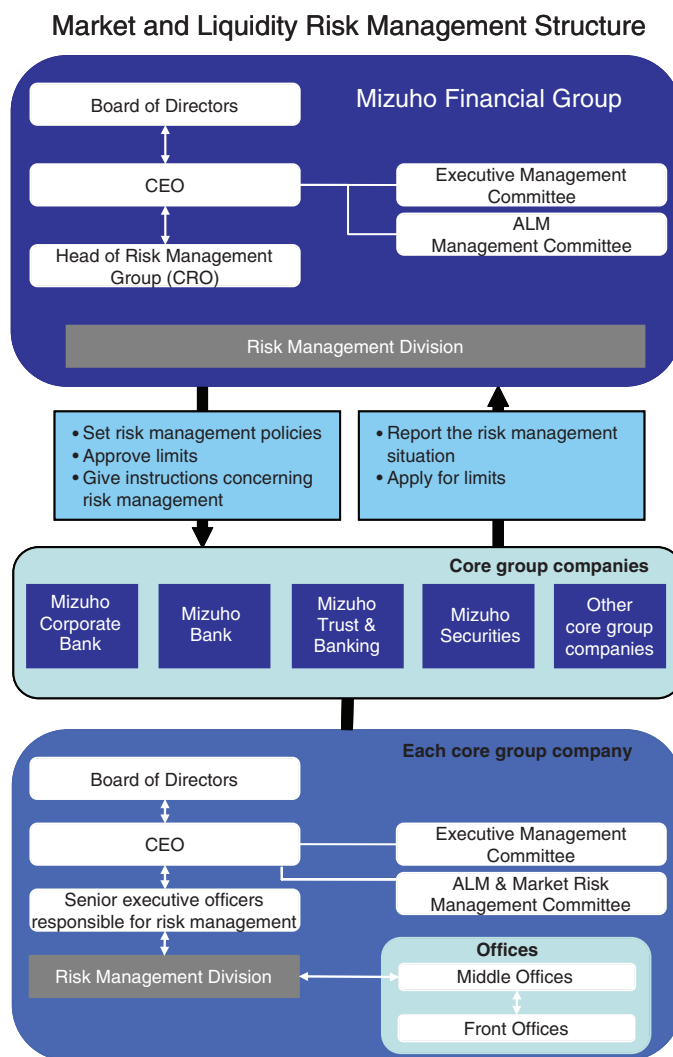 Market and Liquidity Risk Management Structure
Mizuho Financial Group
Board of Directors
CEO
Executive Management
Committee
ALM
Management Committee
Head of Risk Management
Group (CRO)
Risk Management Division
• Set risk management policies
• Approve limits
• Give instructions concerning
risk management
• Report the risk management
situation
• Apply for limits
Core group companies
Mizuho
Corporate
Bank
Mizuho
Bank
Mizuho
Trust &
Banking
Mizuho
Securities
Other
core group
companies
Each core group company
Board of Directors
CEO
Executive Management
Committee
ALM & Market Risk
Management Committee
Senior executive officers
responsible for risk management
Risk Management Division
Offices
Middle Offices
Front Offices